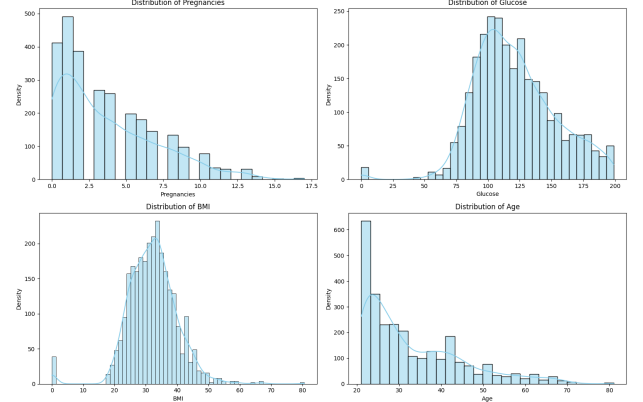 Distribution of Pregnancies
500
400
300
200
100
0
Density
0.0 2.5 5.0 7.5 10.0 12.5 15.0 17.5
Pregnancies
Distribution of Glucose
250
200
150
100
50
0
Density
0 25 50 75 100 125 150 175 200
Glucose
Distribution of BMI
200
150
100
50
0
Density
0 10 20 30 40 50 60 70 80
BMI
Distribution of Age
600
500
400
300
200
100
0
Density
20 30 40 50 60 70 80
Age